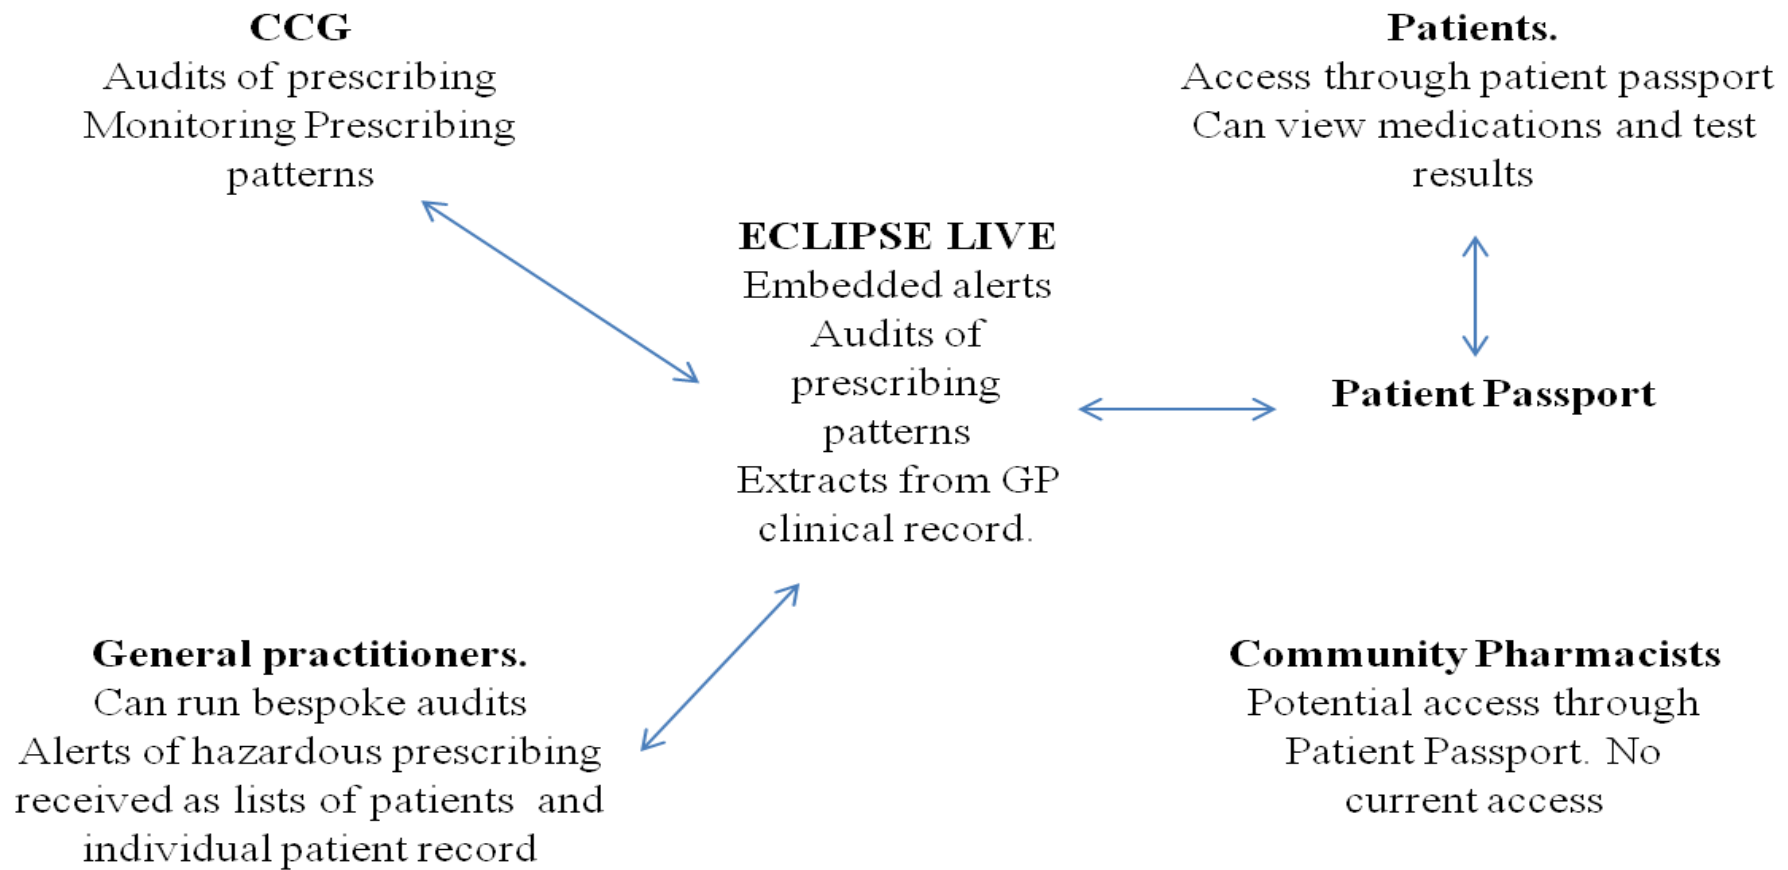 CCG
Audits of prescribing
Monitoring Prescribing
patterns
Patients.
Access through patient passport
Can view medications and test
results
ECLIPSE LIVE
Embedded alerts
Audits of
prescribing
patterns
Extracts from GP
clinical record.
Patient Passport
General practitioners.
Can run bespoke audits
Alerts of hazardous prescribing
received as lists of patients and
individual patient record
Community Pharmacists
Potential access through
Patient Passport. No
current access